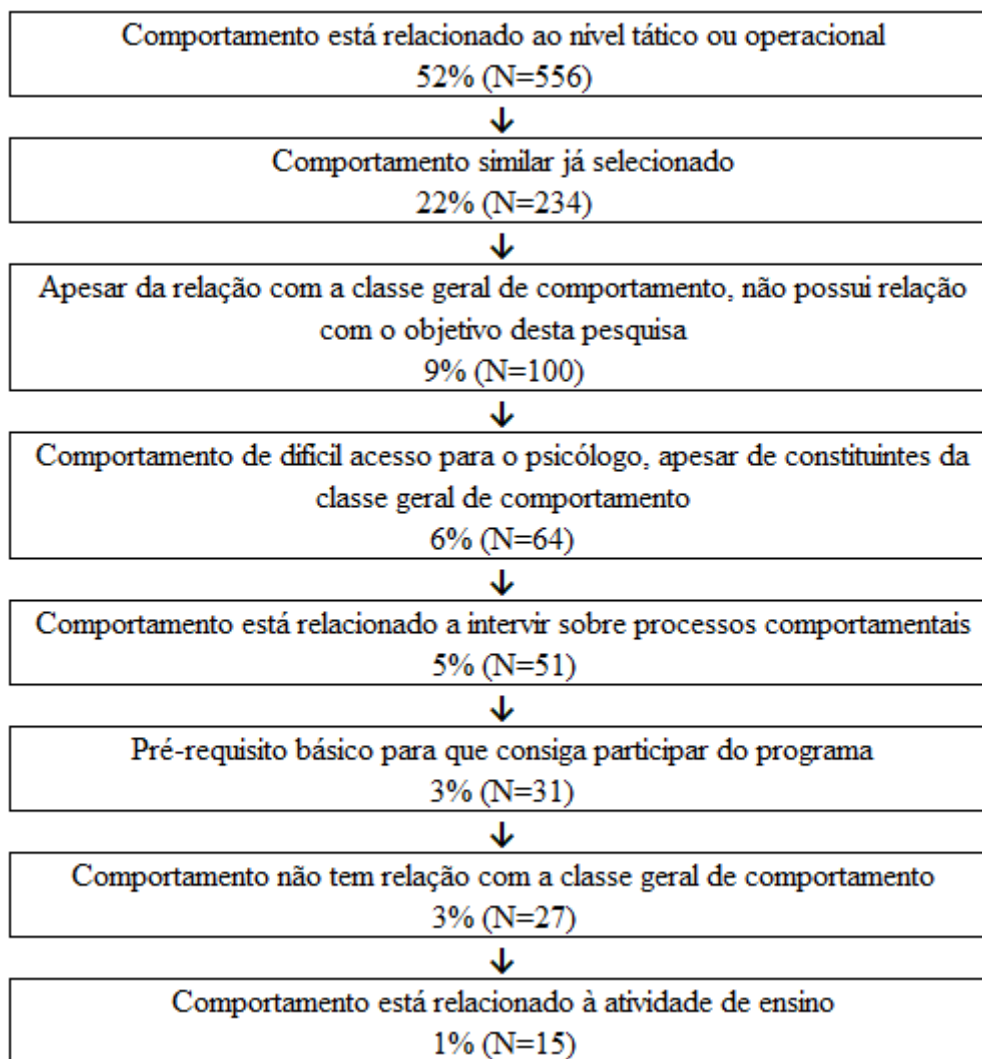 Comportamento está relacionado ao nível tático ou operacional
52% (N=556)
↓
Comportamento similar já selecionado
22% (N=234)
↓
Apesar da relação com a classe geral de comportamento, não possui relação
com o objetivo desta pesquisa
9% (N=100)
↓
Comportamento de difícil acesso para o psicólogo, apesar de constituintes da
classe geral de comportamento
6% (N=64)
↓
Comportamento está relacionado a intervir sobre processos comportamentais
5% (N=51)
↓
Pré-requisito básico para que consiga participar do programa
3% (N=31)
↓
Comportamento não tem relação com a classe geral de comportamento
3% (N=27)
↓
Comportamento está relacionado à atividade de ensino
1% (N=15)